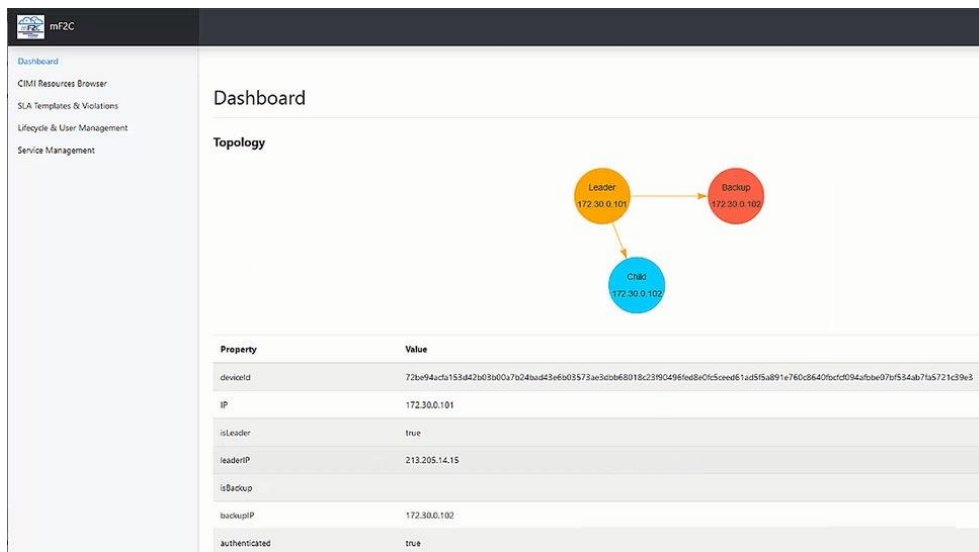 mF2C
mF2C
Dashboard
CIMI Resources Browser
SLA Templates & Violations
Lifecycle & User Management
Service Management
Dashboard
Topology
Leader
172.30.0.101
Backup
172.30.0.102
Child
172.30.0.102
Property Value
deviceId
IP 172.30.0.101
isLeader true
leaderIP 213.205.14.15
isBackup
backupIP 172.30.0.102
authenticated true